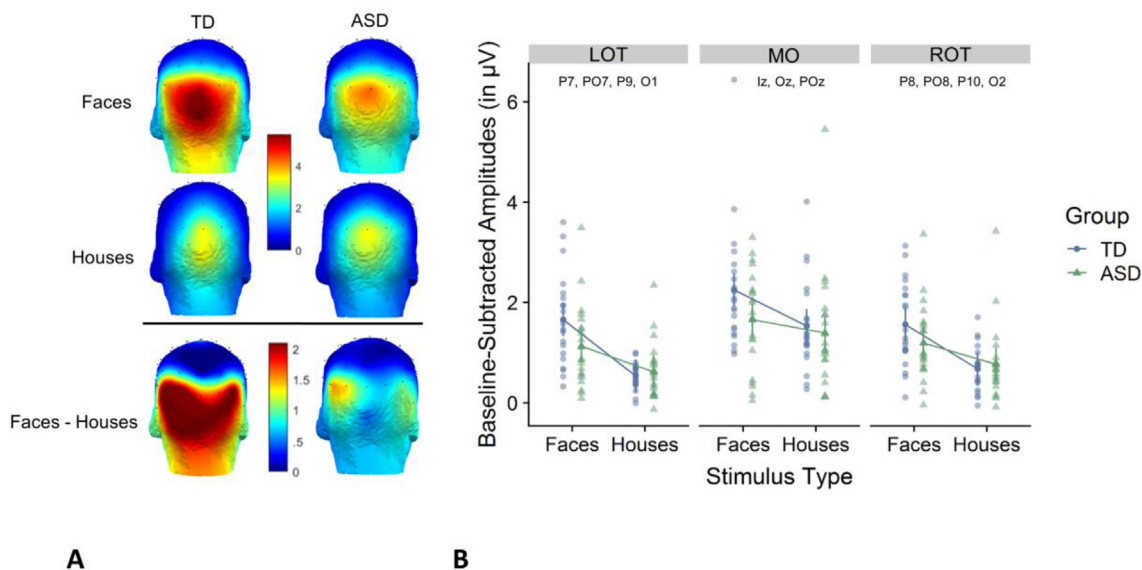 TD ASD
Faces
4
2
0
Houses
2
1.5
1
.5
0
Faces - Houses
A
LOT MO ROT
P7, PO7, P9, O1 Iz, Oz, POz P8, PO8, P10, O2
Baseline-Subtracted Amplitudes (in µV)
6
4
2
0
Faces Houses Faces Houses Faces Houses
Stimulus Type
Group
TD
ASD
B